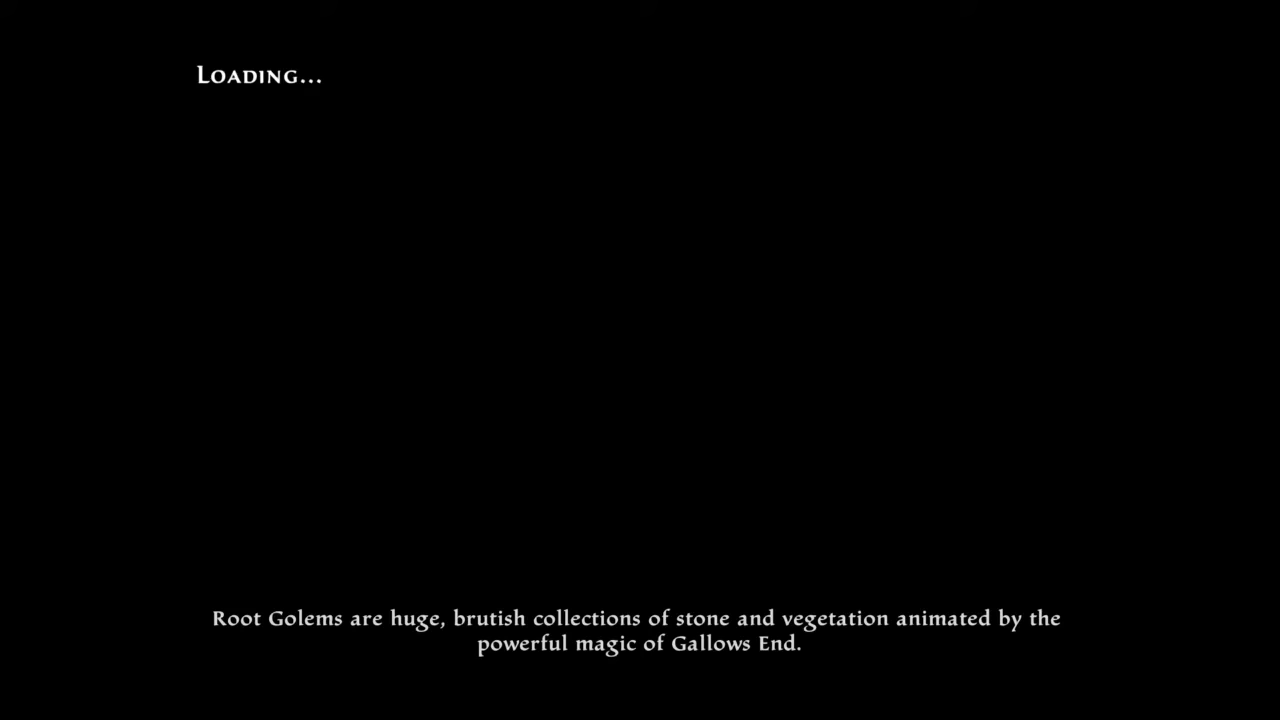 Loading...
Root Golems are huge, brutish collections of stone and vegetation animated by the
powerful magic of Gallows End.